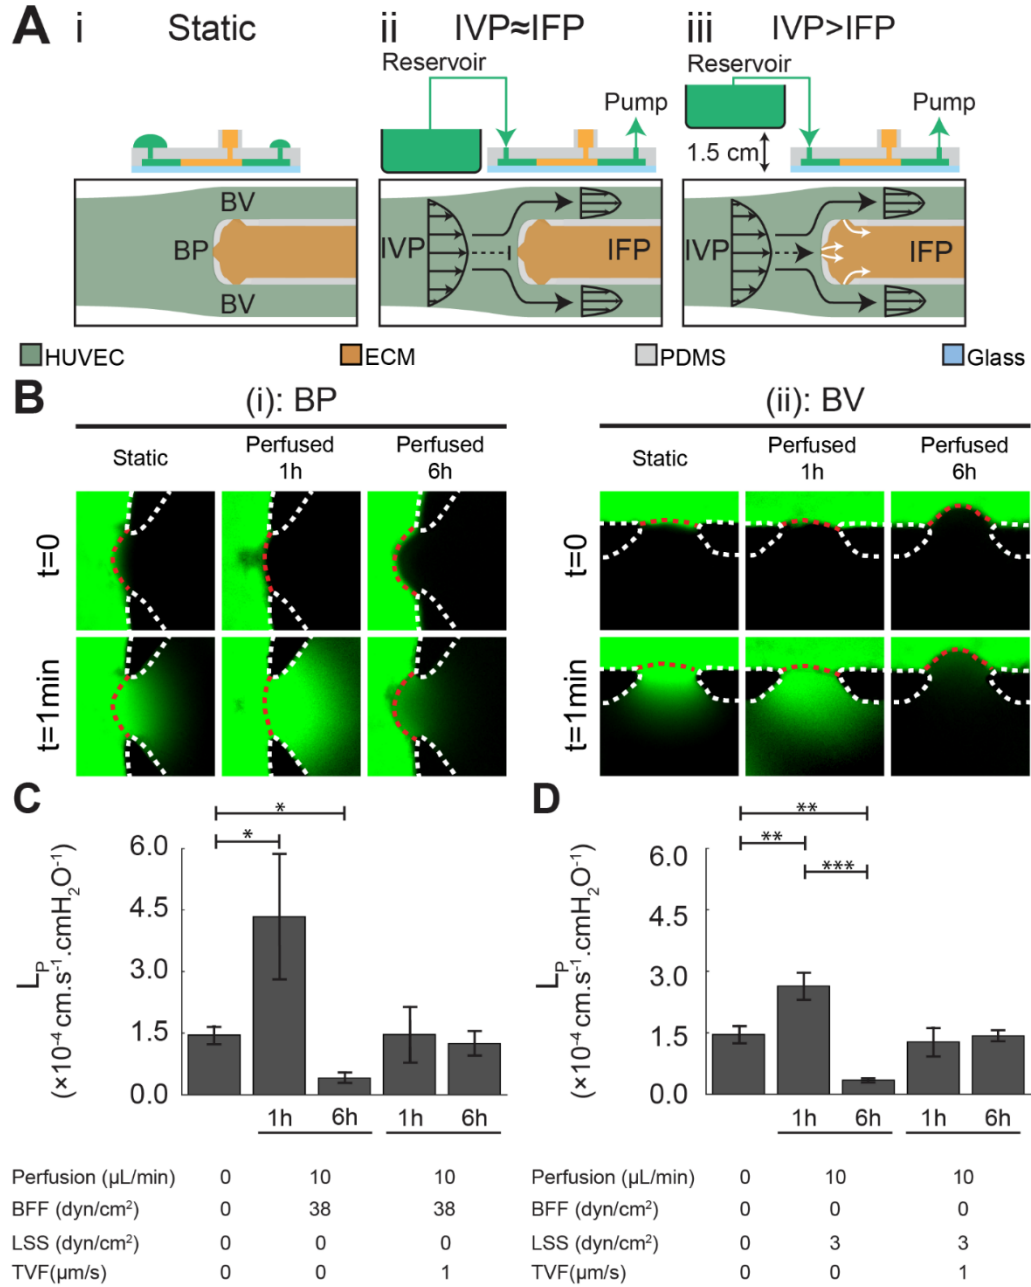 A
i Static
ii IVP≈IFP
iii IVP>IFP
Reservoir
Pump
Reservoir
Pump
1.5 cm
BV
BP
BV
IVP
IFP
IVP
IFP
HUVEC
ECM
PDMS
Glass
B
(i): BP
(ii): BV
Static
Perfused
1h
Perfused
6h
Static
Perfused
1h
Perfused
6h
t=0
t=1min
t=0
t=1min
C
*
*
6.0
4.5
3.0
1.5
0.0
LP
(×10⁻⁴ cm.s⁻¹.cmH₂O⁻¹)
1h 6h 1h 6h
Perfusion (µL/min) 0 10 10
BFF (dyn/cm²) 0 38 38
LSS (dyn/cm²) 0 0 0
TVF(µm/s) 0 0 1
D
**
**
***
6.0
4.5
3.0
1.5
0.0
LP
(×10⁻⁴ cm.s⁻¹.cmH₂O⁻¹)
1h 6h 1h 6h
Perfusion (µL/min) 0 10 10
BFF (dyn/cm²) 0 0 0
LSS (dyn/cm²) 0 3 3
TVF(µm/s) 0 0 1